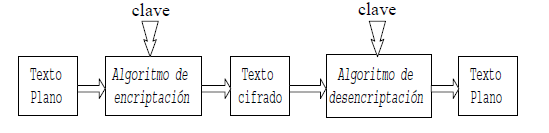 clave
clave
Texto
Plano
Algoritmo de
encriptación
Texto
cifrado
Algoritmo de
desencriptación
Texto
Plano